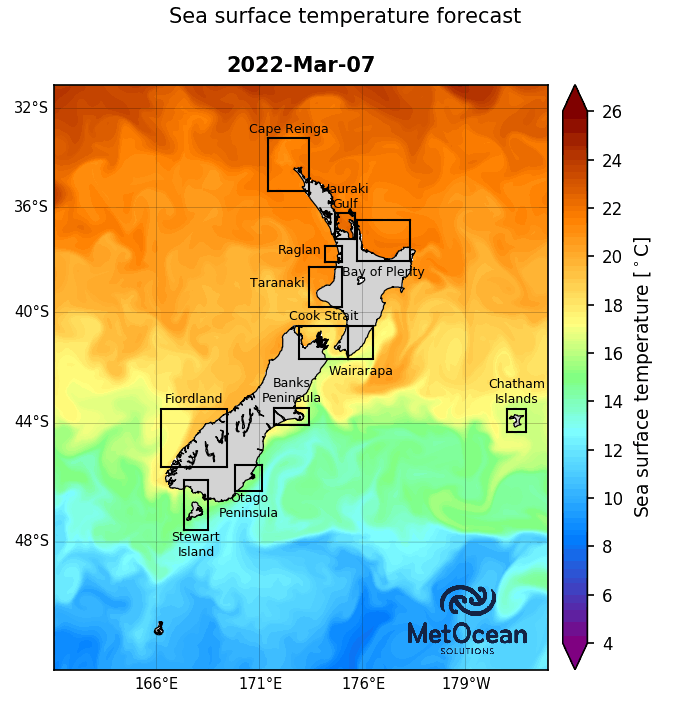 Sea surface temperature forecast
2022-Mar-07
32°S
36°S
40°S
44°S
48°S
Cape Reinga
Hauraki
Gulf
Raglan
Bay of Plenty
Taranaki
Cook Strait
Wairarapa
Banks
Peninsula
Fiordland
Chatham
Islands
Otago
Peninsula
Stewart
Island
MetOcean
SOLUTIONS
166°E
171°E
176°E
179°W
26
24
22
20
18
16
14
12
10
8
6
4
Sea surface temperature [°C]